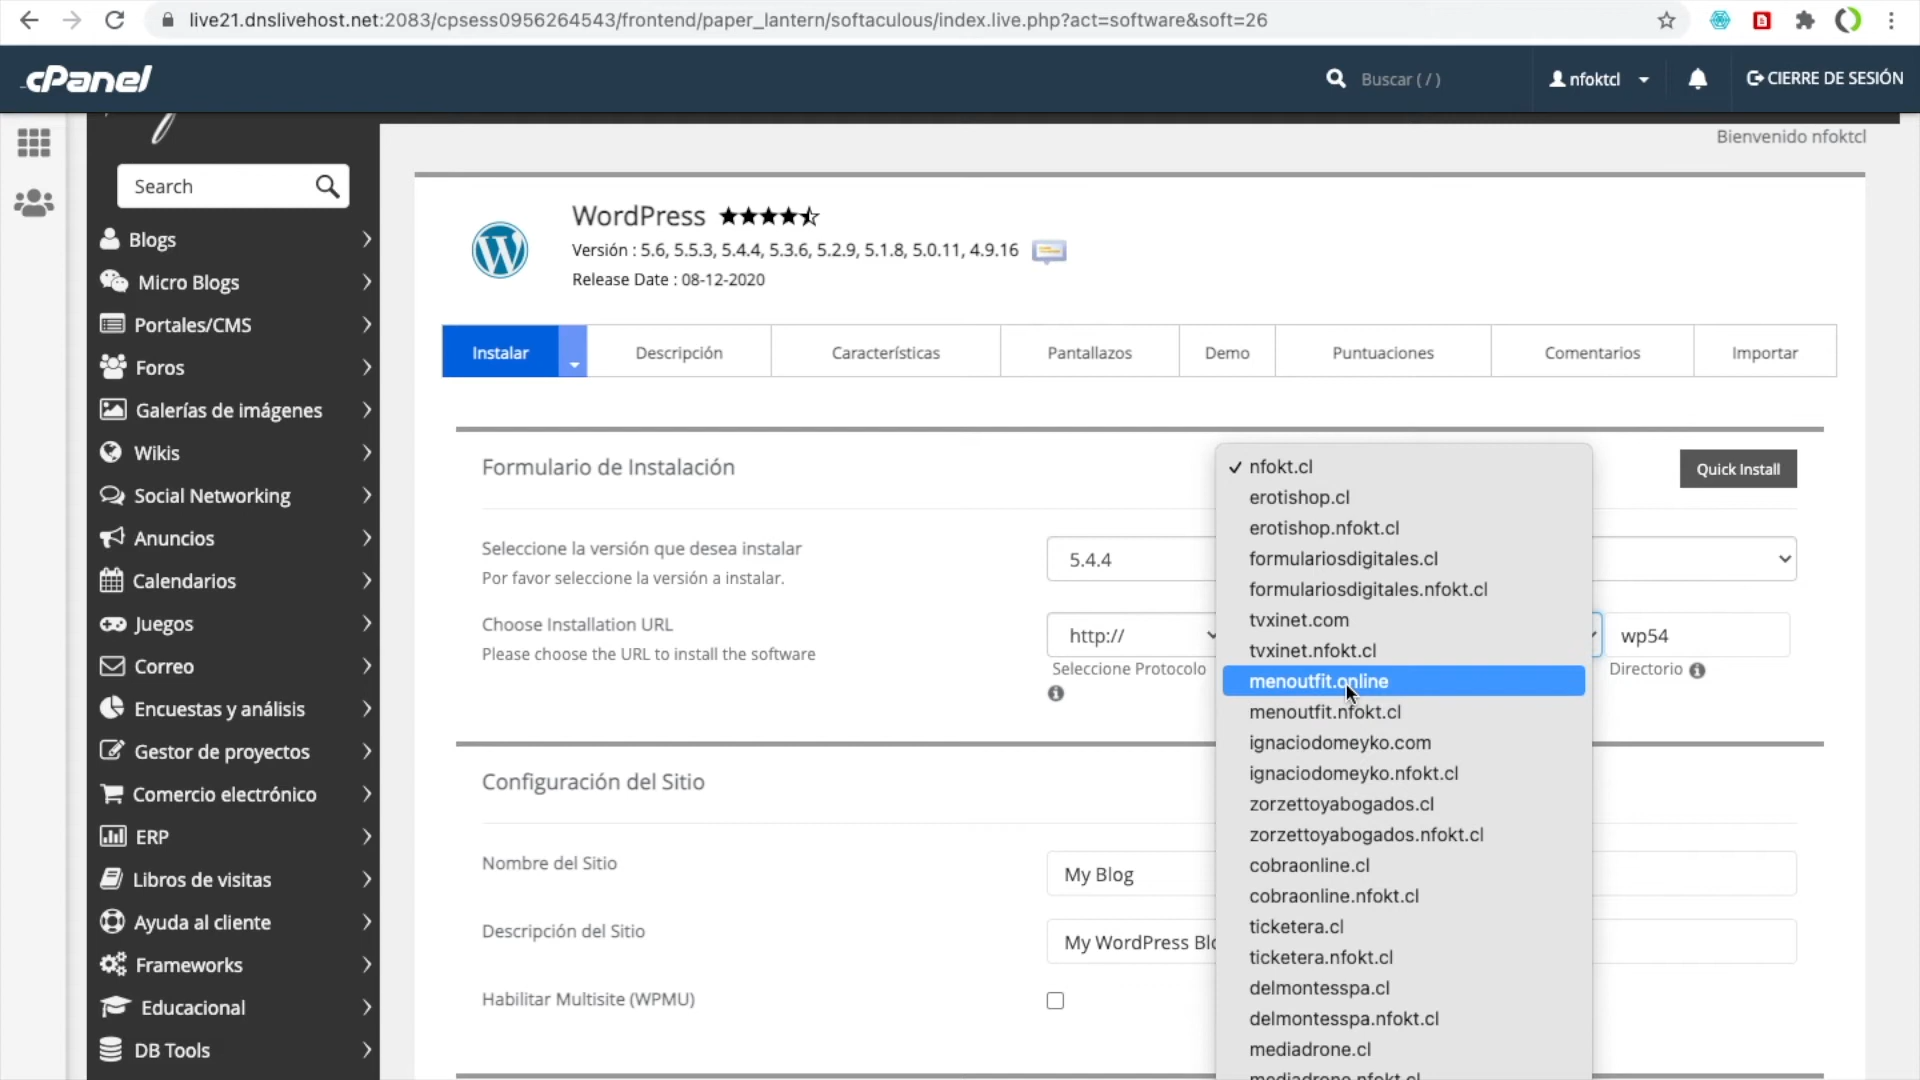 live21.dnslivehost.net:2083/cpsess0956264543/frontend/paper_lantern/softaculous/index.live.php?act=software&soft=26
cPanel
Buscar ( / )
nfoktcl
CIERRE DE SESIÓN
Bienvenido nfoktcl
Search
Blogs
Micro Blogs
Portales/CMS
Foros
Galerías de imágenes
Wikis
Social Networking
Anuncios
Calendarios
Juegos
Correo
Encuestas y análisis
Gestor de proyectos
Comercio electrónico
ERP
Libros de visitas
Ayuda al cliente
Frameworks
Educacional
DB Tools
WordPress
Versión : 5.6, 5.5.3, 5.4.4, 5.3.6, 5.2.9, 5.1.8, 5.0.11, 4.9.16
Release Date : 08-12-2020
Instalar
Descripción
Características
Pantallazos
Demo
Puntuaciones
Comentarios
Importar
Formulario de Instalación
Quick Install
Seleccione la versión que desea instalar
Por favor seleccione la versión a instalar.
5.4.4
Choose Installation URL
Please choose the URL to install the software
http://
Seleccione Protocolo
wp54
Directorio
nfokt.cl
erotishop.cl
erotishop.nfokt.cl
formulariosdigitales.cl
formulariosdigitales.nfokt.cl
tvxinet.com
tvxinet.nfokt.cl
menoutfit.online
menoutfit.nfokt.cl
ignaciodomeyko.com
ignaciodomeyko.nfokt.cl
zorzettoyabogados.cl
zorzettoyabogados.nfokt.cl
cobraonline.cl
cobraonline.nfokt.cl
ticketera.cl
ticketera.nfokt.cl
delmontesspa.cl
delmontesspa.nfokt.cl
mediadrone.cl
mediadrone.nfokt.cl
Configuración del Sitio
Nombre del Sitio
My Blog
Descripción del Sitio
My WordPress Blo
Habilitar Multisite (WPMU)